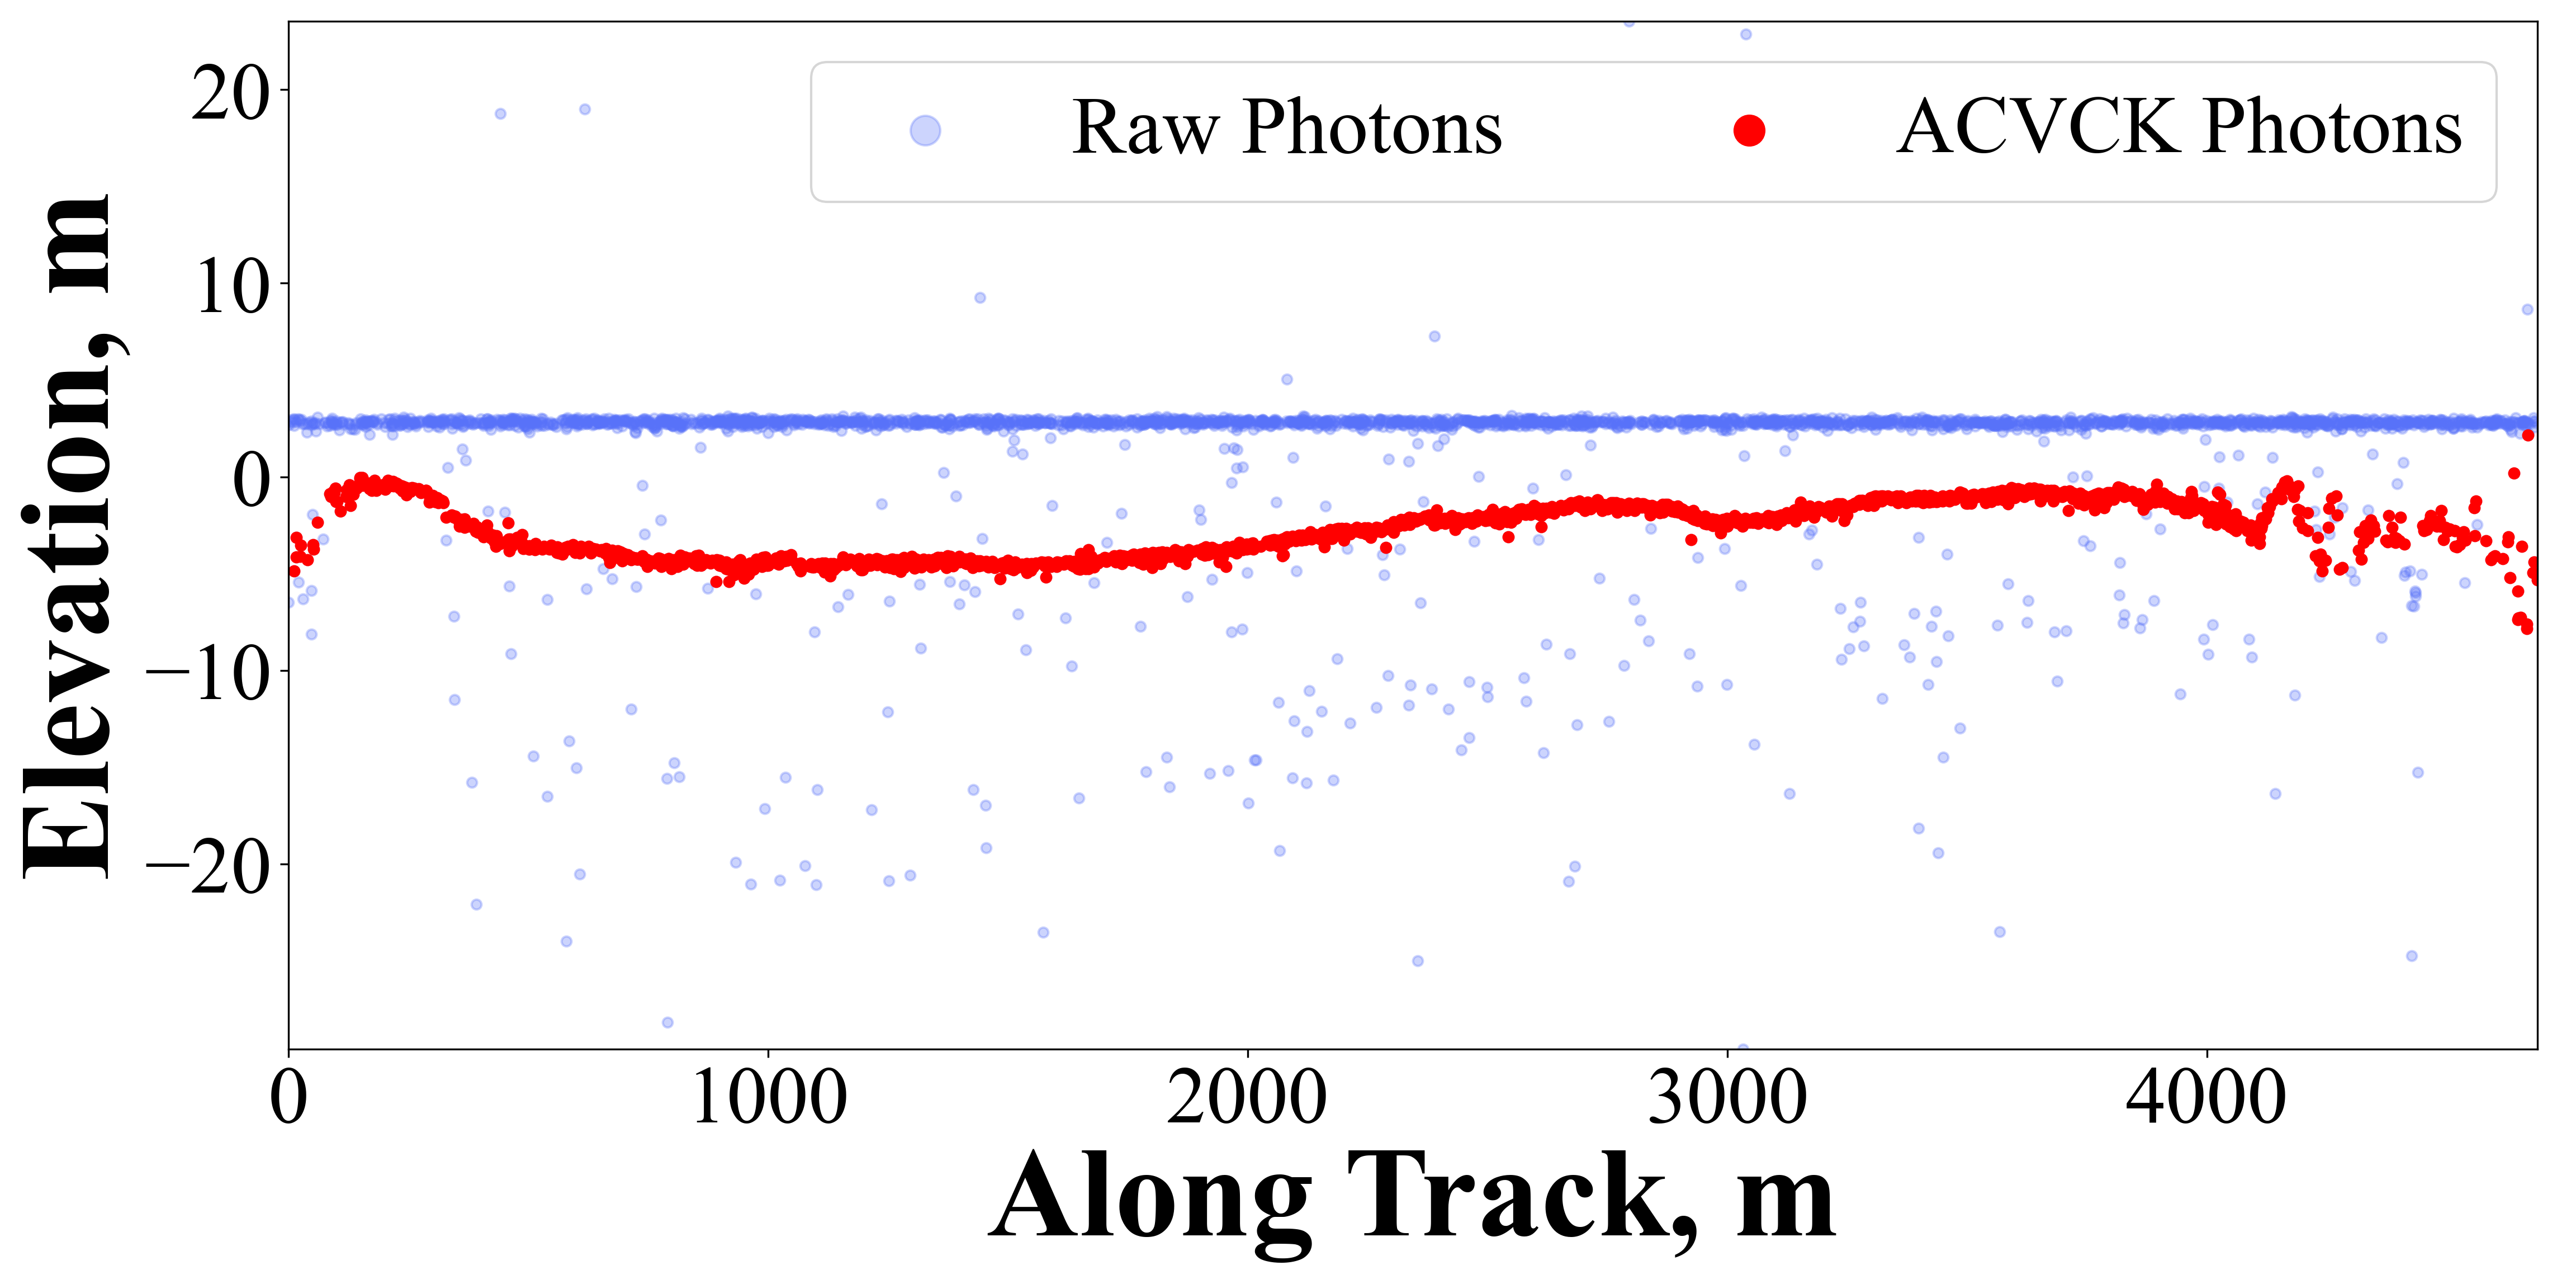 Raw Photons
ACVCK Photons
20
10
0
−10
−20
Elevation, m
0
1000
2000
3000
4000
Along Track, m